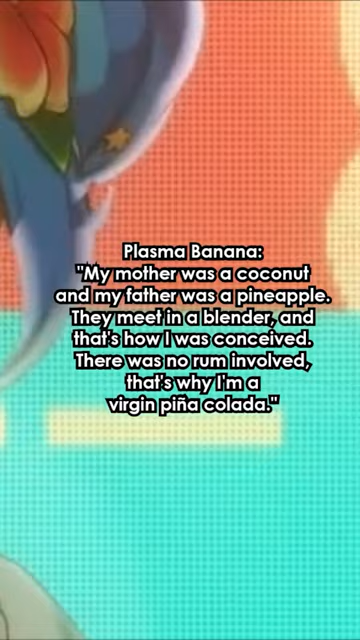 Plasma Banana:
"My mother was a coconut
and my father was a pineapple.
They meet in a blender, and
that's how I was conceived.
There was no rum involved,
that's why I'm a
virgin piña colada."